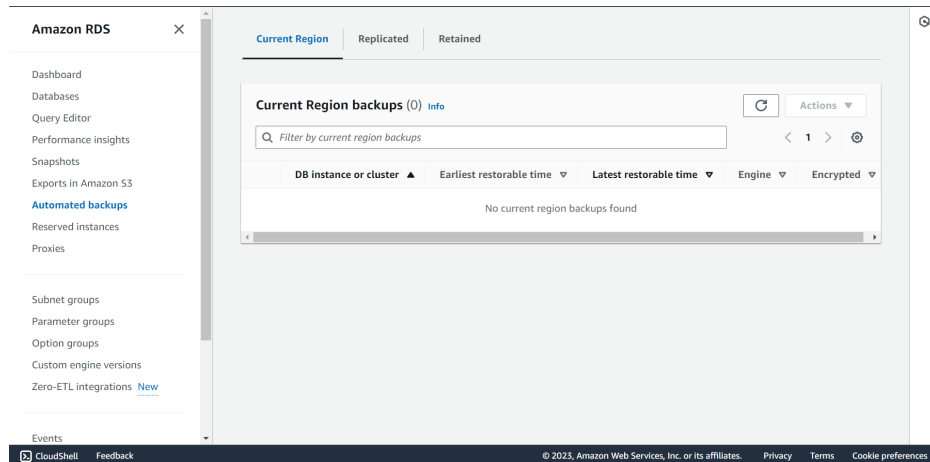 Amazon RDS
Dashboard
Databases
Query Editor
Performance insights
Snapshots
Exports in Amazon S3
Automated backups
Reserved instances
Proxies
Subnet groups
Parameter groups
Option groups
Custom engine versions
Zero-ETL integrations New
Events
Current Region Replicated Retained
Current Region backups (0) Info
Actions
Filter by current region backups
1
DB instance or cluster Earliest restorable time Latest restorable time Engine Encrypted
No current region backups found
CloudShell Feedback © 2023, Amazon Web Services, Inc. or its affiliates. Privacy Terms Cookie preferences